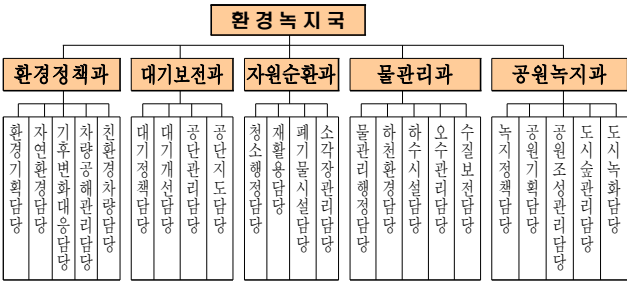 환경녹지국
환경정책과
대기보전과
자원순환과
물관리과
공원녹지과
환경기획담당
자연환경담당
기후변화대응담당
차량공해관리담당
친환경차량담당
대기정책담당
대기개선담당
공단관리담당
공단지도담당
청소행정담당
재활용담당
폐기물시설담당
소각장관리담당
물관리행정담당
하천환경담당
하수시설담당
오수관리담당
수질보전담당
녹지정책담당
공원기획담당
공원조성관리담당
도시숲관리담당
도시녹화담당